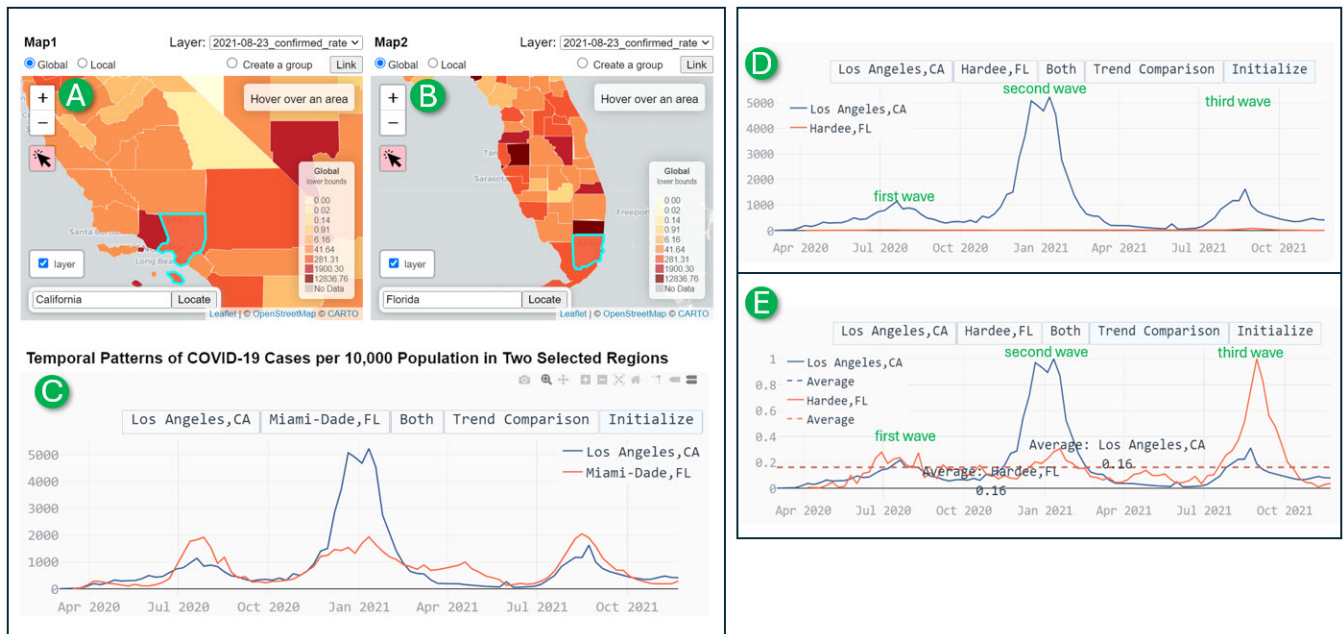 Map1 Layer: 2021-08-23_confirmed_rate
Global Local Create a group Link
A
+
−
Hover over an area
Santa Bar
Long Bea
Global
lower bounds
0.00
0.02
0.14
0.91
6.16
41.64
281.31
1900.30
12836.76
No Data
layer
California Locate
Leaflet | © OpenStreetMap © CARTO
Map2 Layer: 2021-08-23_confirmed_rate
Global Local Create a group Link
B
+
−
Hover over an area
Tam
Sarasota
Freeport
Global
lower bounds
0.00
0.02
0.14
0.91
6.16
41.64
281.31
1900.30
12836.76
No Data
layer
Florida Locate
Leaflet | © OpenStreetMap © CARTO
Temporal Patterns of COVID-19 Cases per 10,000 Population in Two Selected Regions
C
Los Angeles,CA Miami-Dade,FL Both Trend Comparison Initialize
Los Angeles,CA
Miami-Dade,FL
5000
4000
3000
2000
1000
0
Apr 2020 Jul 2020 Oct 2020 Jan 2021 Apr 2021 Jul 2021 Oct 2021
D
Los Angeles,CA Hardee,FL Both Trend Comparison Initialize
second wave
third wave
Los Angeles,CA
Hardee,FL
first wave
5000
4000
3000
2000
1000
0
Apr 2020 Jul 2020 Oct 2020 Jan 2021 Apr 2021 Jul 2021 Oct 2021
E
Los Angeles,CA Hardee,FL Both Trend Comparison Initialize
second wave
third wave
Los Angeles,CA
Average
Hardee,FL
Average
first wave
Average: Los Angeles,CA
0.16
Average: Hardee,FL
0.16
1
0.8
0.6
0.4
0.2
0
Apr 2020 Jul 2020 Oct 2020 Jan 2021 Apr 2021 Jul 2021 Oct 2021